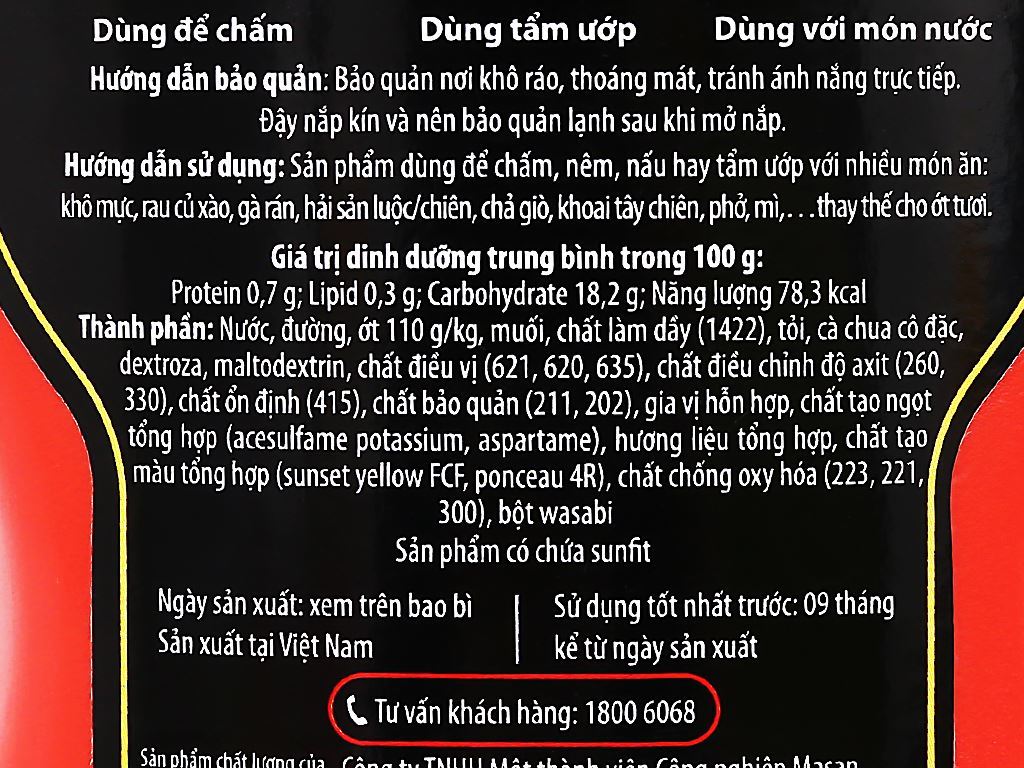 Dùng để chấm Dùng tẩm ướp Dùng với món nước
Hướng dẫn bảo quản: Bảo quản nơi khô ráo, thoáng mát, tránh ánh nắng trực tiếp.
Đậy nắp kín và nên bảo quản lạnh sau khi mở nắp.
Hướng dẫn sử dụng: Sản phẩm dùng để chấm, nêm, nấu hay tẩm ướp với nhiều món ăn:
khô mực, rau củ xào, gà rán, hải sản luộc/chiên, chả giò, khoai tây chiên, phở, mì,...thay thế cho ớt tươi.
Giá trị dinh dưỡng trung bình trong 100 g:
Protein 0,7 g; Lipid 0,3 g; Carbohydrate 18,2 g; Năng lượng 78,3 kcal
Thành phần: Nước, đường, ớt 110 g/kg, muối, chất làm dầy (1422), tỏi, cà chua cô đặc,
dextroza, maltodextrin, chất điều vị (621, 620, 635), chất điều chỉnh độ axit (260,
330), chất ổn định (415), chất bảo quản (211, 202), gia vị hỗn hợp, chất tạo ngọt
tổng hợp (acesulfame potassium, aspartame), hương liệu tổng hợp, chất tạo
màu tổng hợp (sunset yellow FCF, ponceau 4R), chất chống oxy hóa (223, 221,
300), bột wasabi
Sản phẩm có chứa sunfit
Ngày sản xuất: xem trên bao bì
Sản xuất tại Việt Nam
Sử dụng tốt nhất trước: 09 tháng
kể từ ngày sản xuất
Tư vấn khách hàng: 1800 6068
Sản phẩm chất lượng của Công ty TNHH Một thành viên Công nghiệp Masan